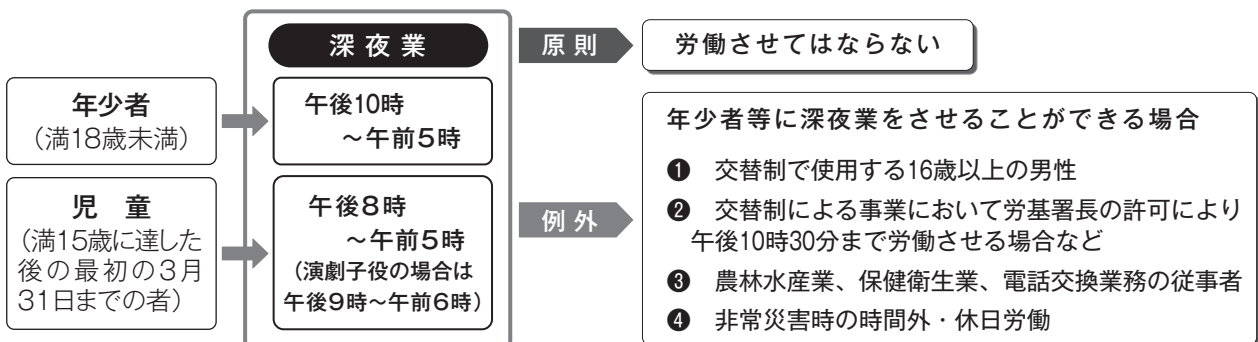 深夜業
原則
労働させてはならない
年少者
（満18歳未満）
午後10時
～午前5時
児童
（満15歳に達した
後の最初の3月
31日までの者）
午後8時
～午前5時
（演劇子役の場合は
午後9時～午前6時）
例外
年少者等に深夜業をさせることができる場合
❶ 交替制で使用する16歳以上の男性
❷ 交替制による事業において労基署長の許可により
午後10時30分まで労働させる場合など
❸ 農林水産業、保健衛生業、電話交換業務の従事者
❹ 非常災害時の時間外・休日労働